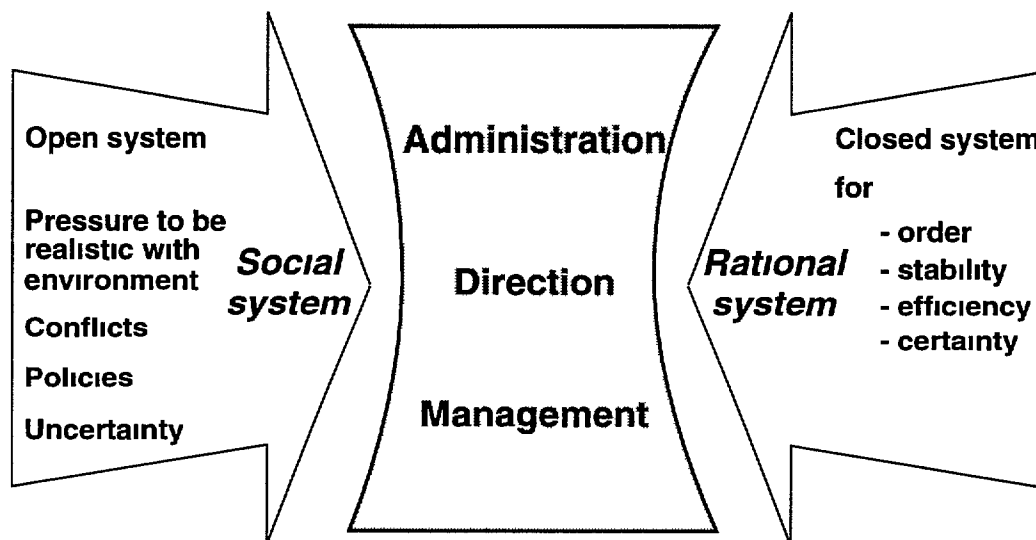 Open system
Pressure to be
realistic with
environment
Conflicts
Policies
Uncertainty
Social
system
Administration
Direction
Management
Rational
system
Closed system
for
- order
- stability
- efficiency
- certainty